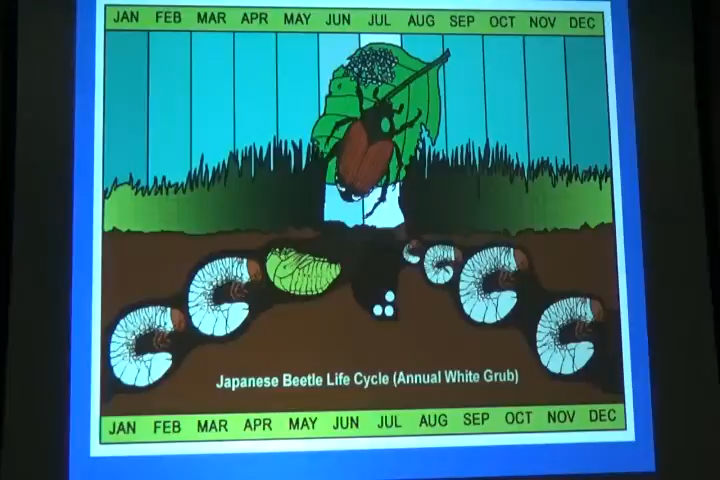 JAN FEB MAR APR MAY JUN JUL AUG SEP OCT NOV DEC
Japanese Beetle Life Cycle (Annual White Grub)
JAN FEB MAR APR MAY JUN JUL AUG SEP OCT NOV DEC